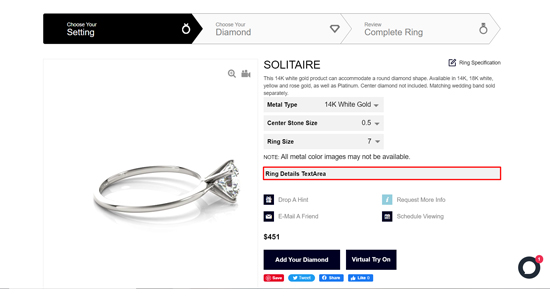 Choose Your
Setting
Choose Your
Diamond
Review
Complete Ring
SOLITAIRE
Ring Specification
This 14K white gold product can accommodate a round diamond shape. Available in 14K, 18K white,
yellow and rose gold, as well as Platinum. Center diamond not included. Matching wedding band sold
separately.
Metal Type
14K White Gold
Center Stone Size
0.5
Ring Size
7
NOTE: All metal color images may not be available.
Ring Details TextArea
Drop A Hint
Request More Info
E-Mail A Friend
Schedule Viewing
$451
Add Your Diamond
Virtual Try On
Save
Tweet
Share
Like 0
1